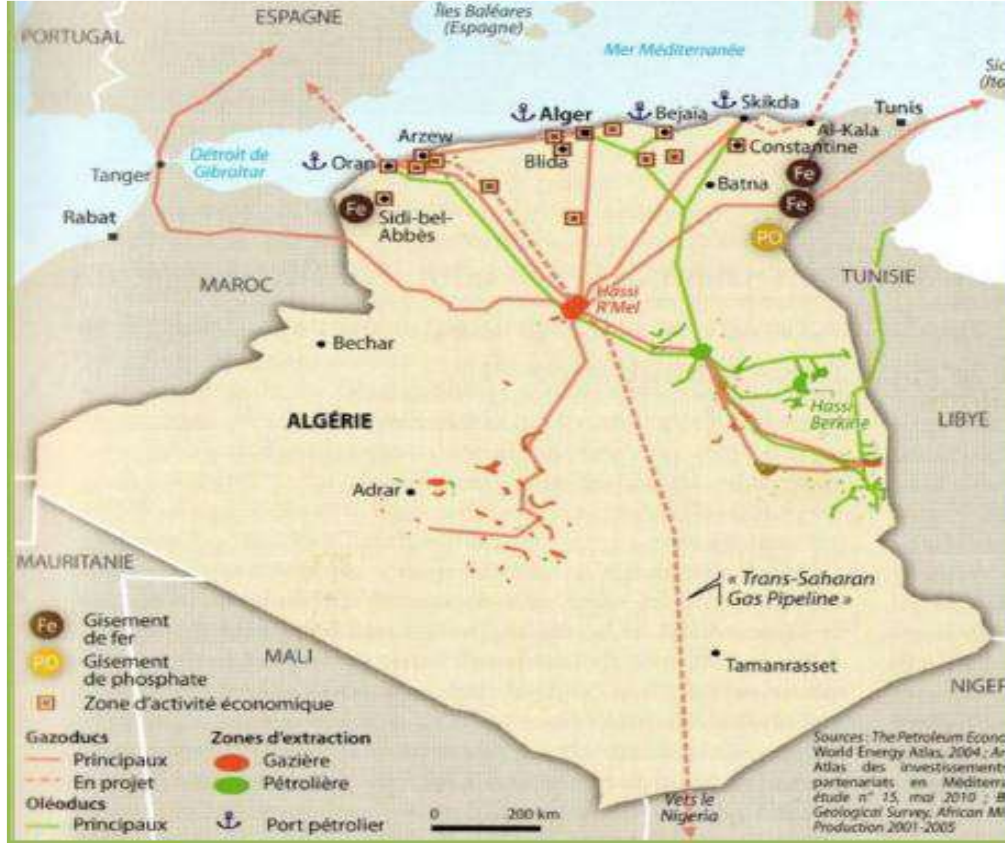 ESPAGNE
Îles Baléares
(Espagne)
PORTUGAL
Mer Méditerranée
Alger
Bejaïa
Skikda
Tunis
Arzew
Al-Kala
Détroit de
Gibraltar
Oran
Blida
Constantine
Tanger
Fe
Batna
Fe
Rabat
Fe
Sidi-bel-
Abbès
PO
MAROC
TUNISIE
Hassi
R'Mel
Bechar
ALGÉRIE
Hassi
Berkine
LIBYE
Adrar
MAURITANIE
« Trans-Saharan
Gas Pipeline »
Fe Gisement
de fer
MALI
Tamanrasset
PO Gisement
de phosphate
NIGER
Zone d'activité économique
Gazoducs
Principaux
En projet
Oléoducs
Principaux
Zones d'extraction
Gazière
Pétrolière
Port pétrolier
0 200 km
Vers le
Nigeria
Sources : The Petroleum
World Energy Atlas, 2004 ;
Atlas des investissements
partenariats en
étude n° 15, mai 2010 ;
Geological Survey, African
Production 2001-2005